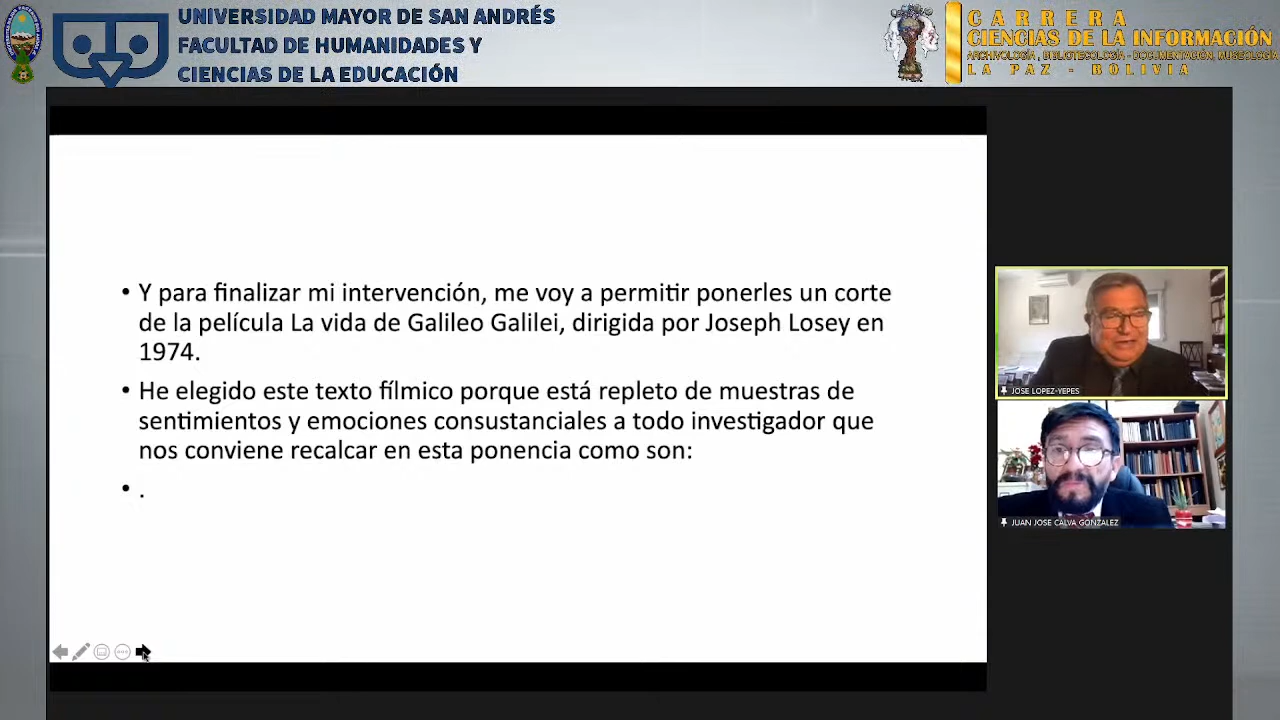 UNIVERSIDAD MAYOR DE SAN ANDRÉS
FACULTAD DE HUMANIDADES Y
CIENCIAS DE LA EDUCACIÓN
CARRERA
CIENCIAS DE LA INFORMACIÓN
ARCHIVOLOGÍA, BIBLIOTECOLOGÍA - DOCUMENTACIÓN, MUSEOLOGÍA
LA PAZ - BOLIVIA
• Y para finalizar mi intervención, me voy a permitir ponerles un corte
de la película La vida de Galileo Galilei, dirigida por Joseph Losey en
1974.
• He elegido este texto fílmico porque está repleto de muestras de
sentimientos y emociones consustanciales a todo investigador que
nos conviene recalcar en esta ponencia como son:
• .
JOSE LOPEZ-YEPES
JUAN JOSE CALVA GONZALEZ